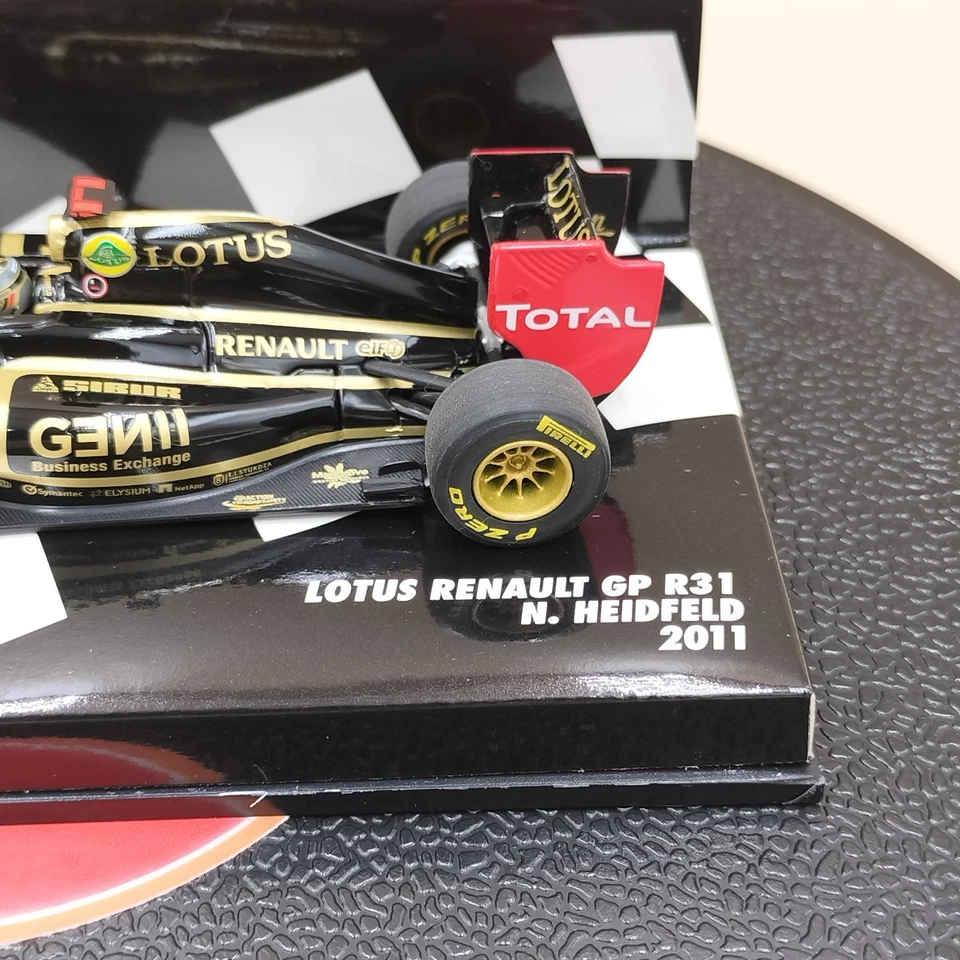 LOTUS
P ZERO
LOTUS
LOTUS
TOTAL
RENAULT elf
SIBUR
GENII
Business Exchange
Symantec ELYSIUM NetApp
PIRELLI
P ZERO
LOTUS RENAULT GP R31
N. HEIDFELD
2011